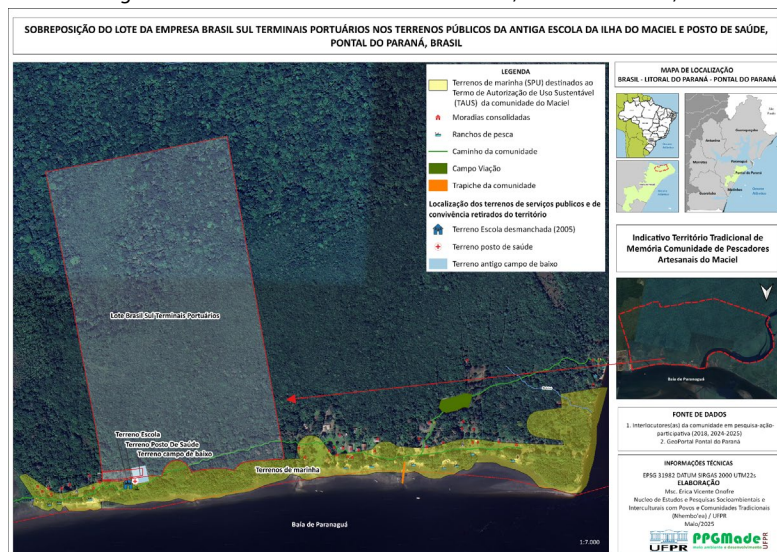 SOBREPOSIÇÃO DO LOTE DA EMPRESA BRASIL SUL TERMINAIS PORTUÁRIOS NOS TERRENOS PÚBLICOS DA ANTIGA ESCOLA DA ILHA DO MACIEL E POSTO DE SAÚDE,
PONTAL DO PARANÁ, BRASIL
LEGENDA
Terrenos de marinha (SPU) destinados ao
Termo de Autorização de Uso Sustentável
(TAUS) da comunidade do Maciel
Moradias consolidadas
Ranchos de pesca
Caminho da comunidade
Campo Viação
Trapiche da comunidade
Localização dos terrenos de serviços publicos e de
convivência retirados do território
Terreno Escola desmanchada (2005)
Terreno posto de saúde
Terreno antigo campo de baixo
Lote Brasil Sul Terminais Portuários
Terreno Escola
Terreno Posto De Saúde
Terreno campo de baixo
Terrenos de marinha
Baía de Paranaguá
1:7.000
MAPA DE LOCALIZAÇÃO
BRASIL - LITORAL DO PARANÁ - PONTAL DO PARANÁ
Indicativo Território Tradicional de
Memória Comunidade de Pescadores
Artesanais do Maciel
Baía de Paranaguá
FONTE DE DADOS
1. Interlocutores(as) da comunidade em pesquisa-ação-
participativa (2018, 2024-2025)
2. GeoPortal Pontal do Paraná
INFORMAÇÕES TÉCNICAS
EPSG 31982 DATUM SIRGAS 2000 UTM22s
ELABORAÇÃO
Msc. Erica Vicente Onofre
Nucleo de Estudos e Pesquisas Socioambientais e
Interculturais com Povos e Comunidades Tradicionais
(Nhembo'ea) / UFPR
Maio/2025
UFPR
PPGMade
meio ambiente e desenvolvimento
UFPR